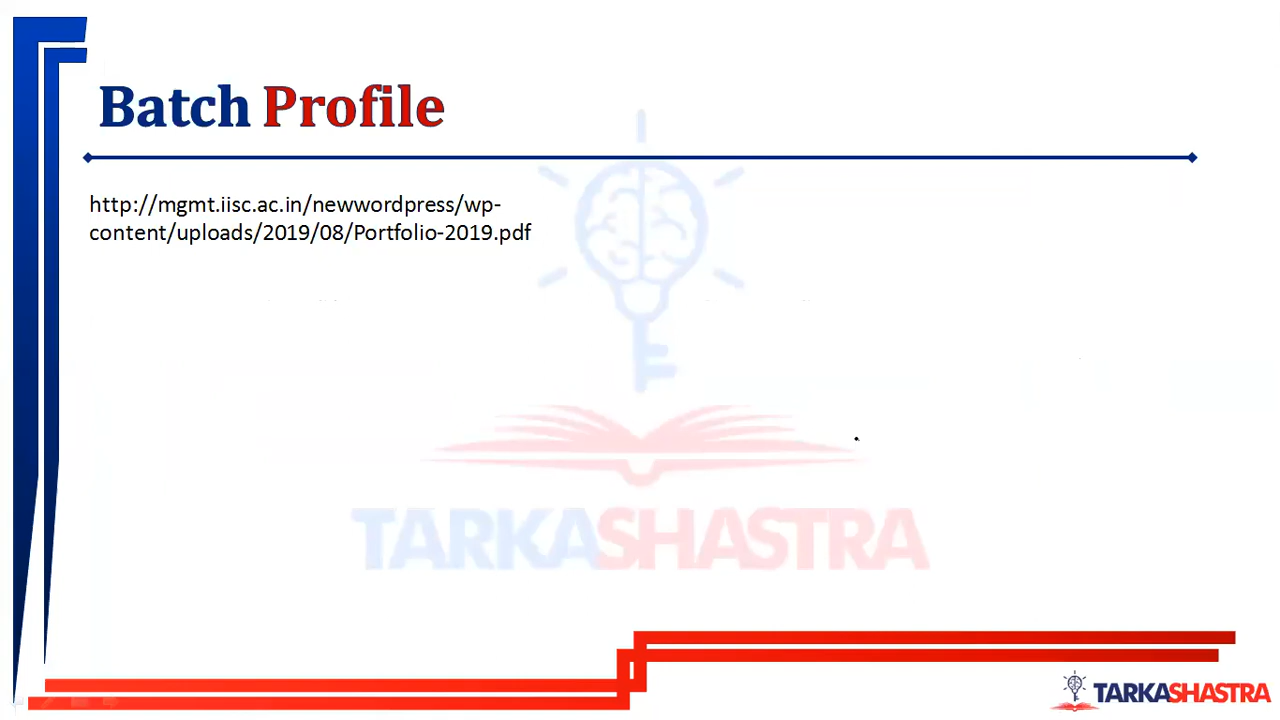 Batch Profile
http://mgmt.iisc.ac.in/newwordpress/wp-
content/uploads/2019/08/Portfolio-2019.pdf
TARKASHASTRA
TARKASHASTRA